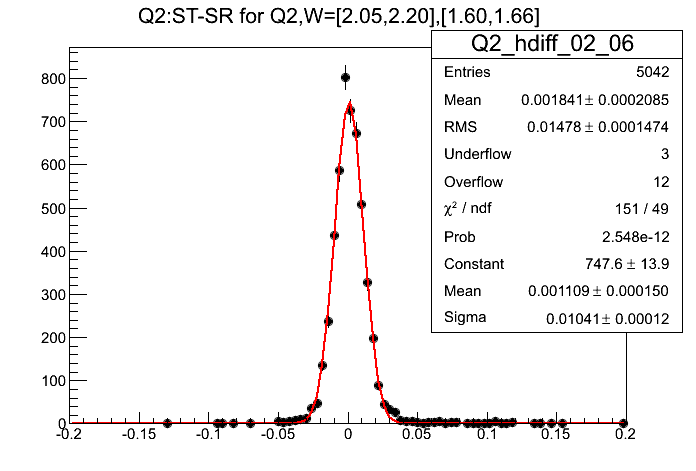 Q2:ST-SR for Q2,W=[2.05,2.20],[1.60,1.66]
Q2_hdiff_02_06
Entries 5042
Mean 0.001841± 0.0002085
RMS 0.01478± 0.0001474
Underflow 3
Overflow 12
χ² / ndf 151 / 49
Prob 2.548e-12
Constant 747.6 ± 13.9
Mean 0.001109± 0.000150
Sigma 0.01041± 0.00012
800
700
600
500
400
300
200
100
0
-0.2 -0.15 -0.1 -0.05 0 0.05 0.1 0.15 0.2